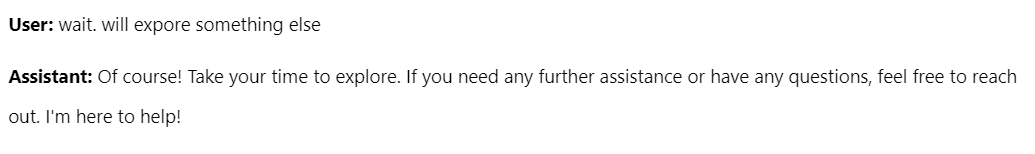 User: wait. will expore something else
Assistant: Of course! Take your time to explore. If you need any further assistance or have any questions, feel free to reach
out. I'm here to help!